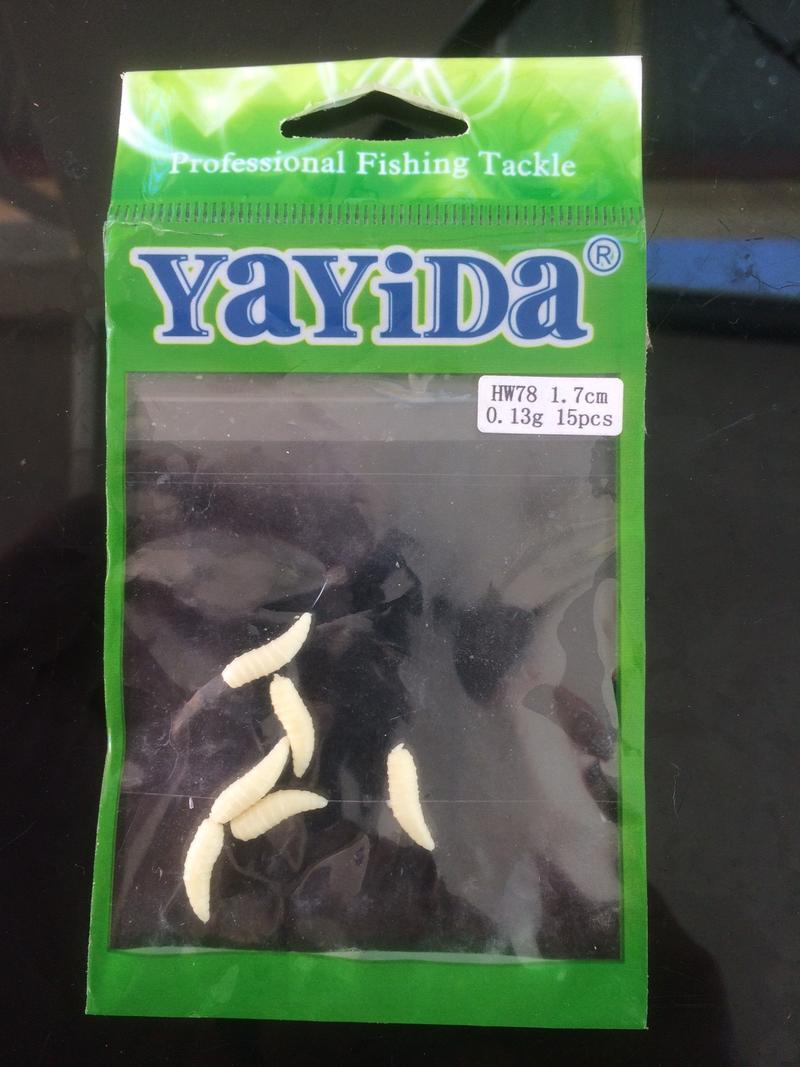 Professional Fishing Tackle
YaYiDa®
HW78 1.7cm
0.13g 15pcs